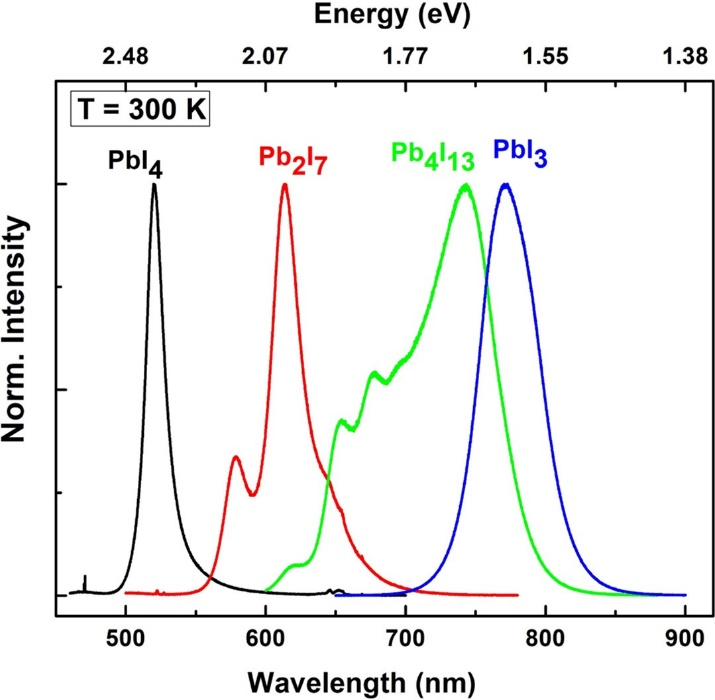 Energy (eV)
2.48 2.07 1.77 1.55 1.38
T = 300 K
PbI4 Pb2I7 Pb4I13 PbI3
Norm. Intensity
500 600 700 800 900
Wavelength (nm)